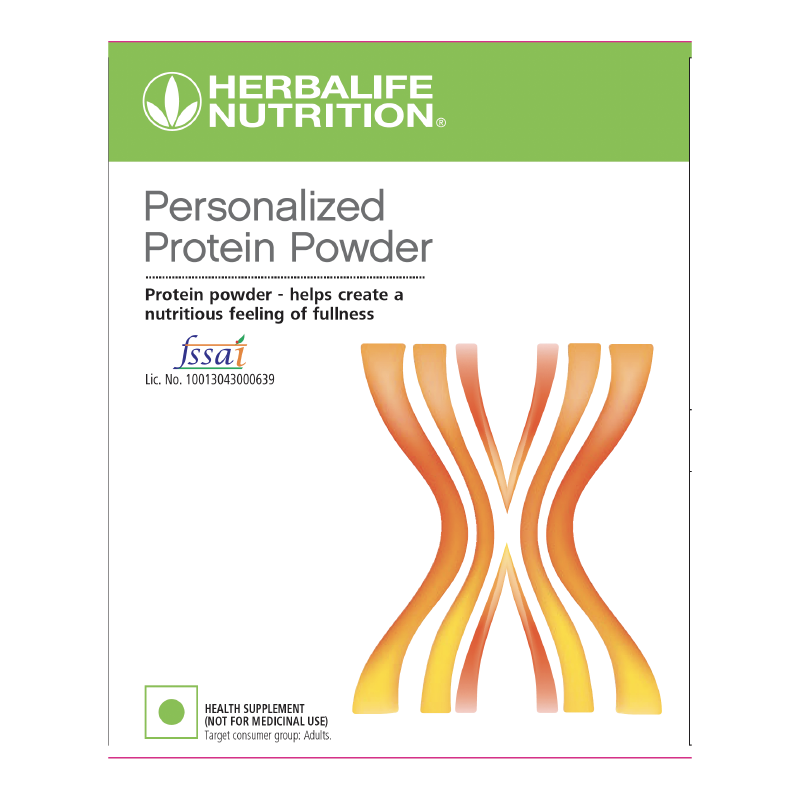 HERBALIFE
NUTRITION®
Personalized
Protein Powder
Protein powder - helps create a
nutritious feeling of fullness
fssai
Lic. No. 10013043000639
HEALTH SUPPLEMENT
(NOT FOR MEDICINAL USE)
Target consumer group: Adults.